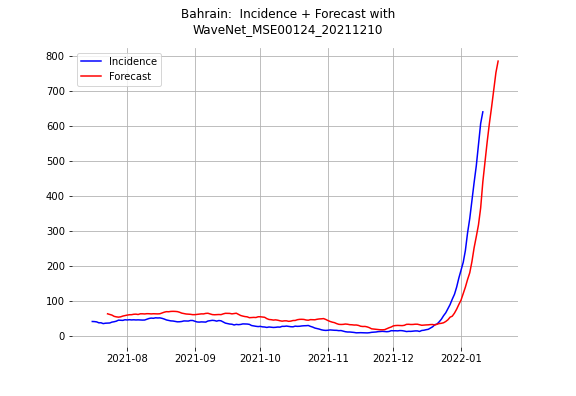 Bahrain:  Incidence + Forecast with
WaveNet_MSE00124_20211210
Incidence
Forecast
800
700
600
500
400
300
200
100
0
2021-08 2021-09 2021-10 2021-11 2021-12 2022-01